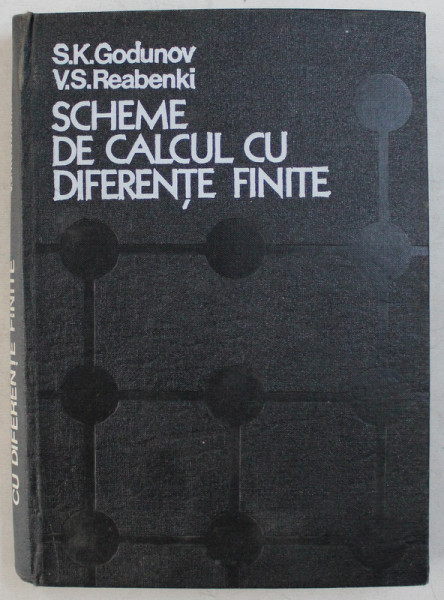 S.K.Godunov
V.S.Reabenki
SCHEME
DE CALCUL CU
DIFERENȚE FINITE
CU DIFERENȚE FINITE